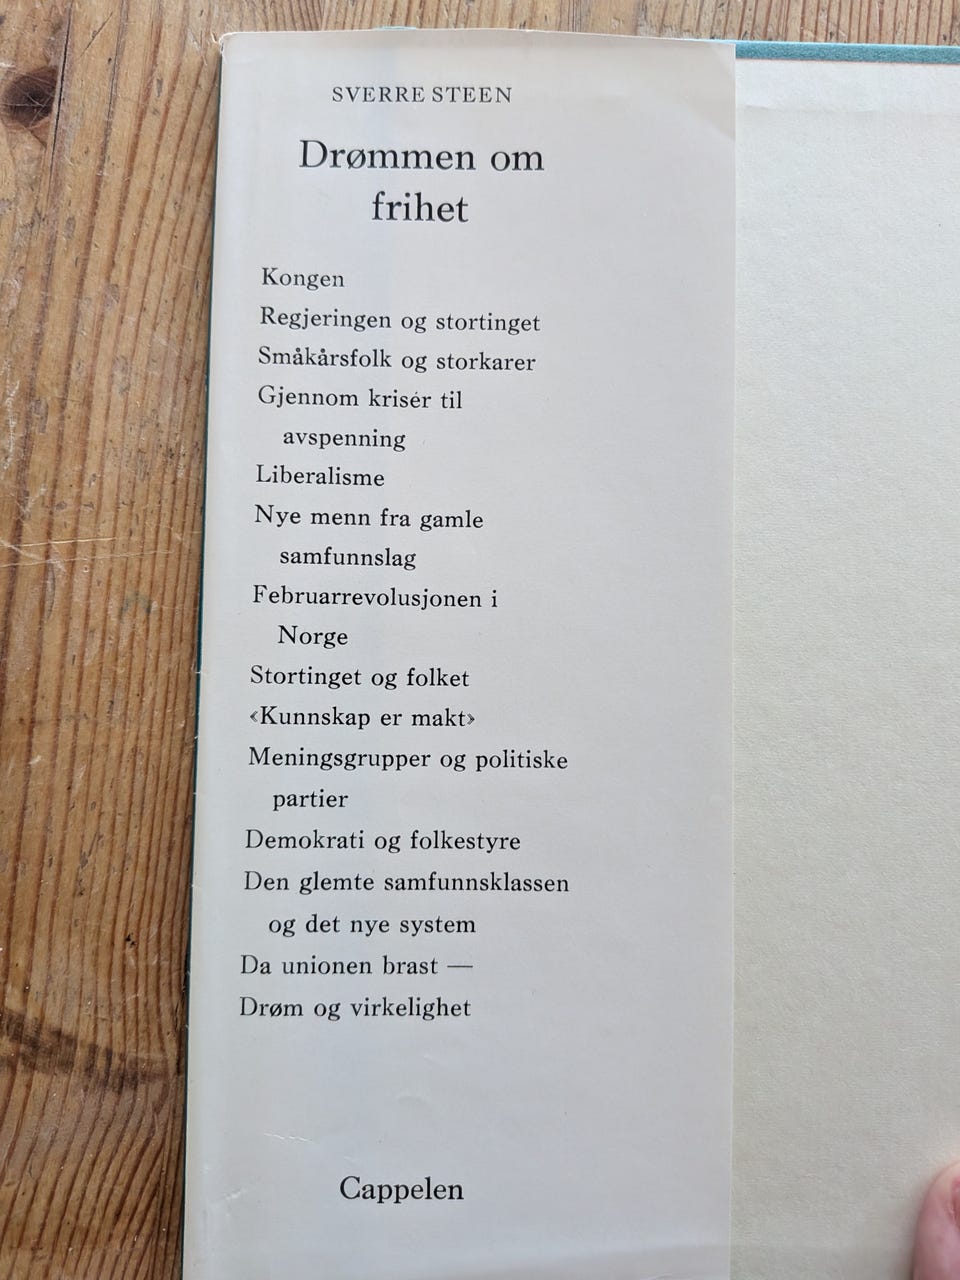 SVERRE STEEN
Drømmen om
frihet
Kongen
Regjeringen og stortinget
Småkårsfolk og storkarer
Gjennom kriser til
avspenning
Liberalisme
Nye menn fra gamle
samfunnslag
Februarrevolusjonen i
Norge
Stortinget og folket
«Kunnskap er makt»
Meningsgrupper og politiske
partier
Demokrati og folkestyre
Den glemte samfunnsklassen
og det nye system
Da unionen brast —
Drøm og virkelighet
Cappelen